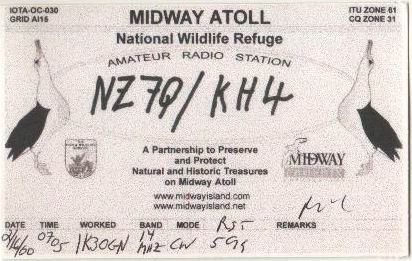 IOTA-OC-030
GRID AI16
MIDWAY ATOLL
ITU ZONE 61
CQ ZONE 31
National Wildlife Refuge
AMATEUR RADIO STATION
NZ7Q/KH4
A Partnership to Preserve
and Protect
Natural and Historic Treasures
on Midway Atoll
www.midwayisland.com
www.midwayisland.net
MIDWAY
DATE TIME WORKED BAND MODE RST REMARKS
0705 IK3OGN 14 MHZ CW 599